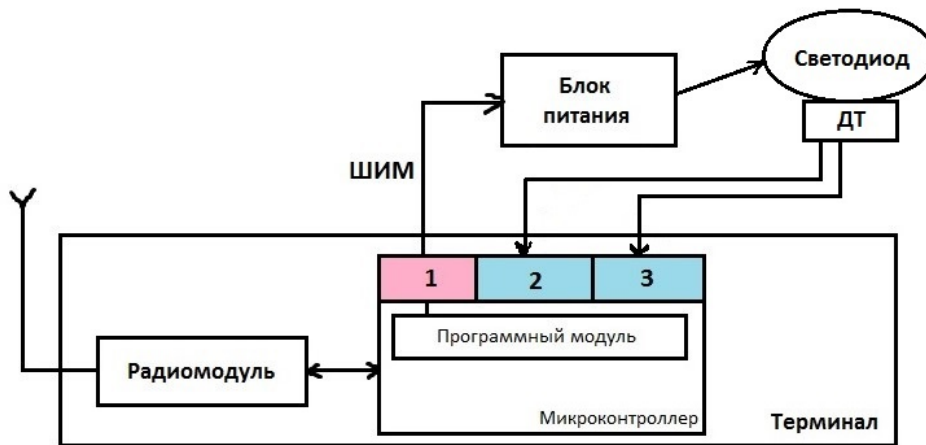 Светодиод
Блок
питания
ДТ
ШИМ
1
2
3
Программный модуль
Радиомодуль
Микроконтроллер
Терминал